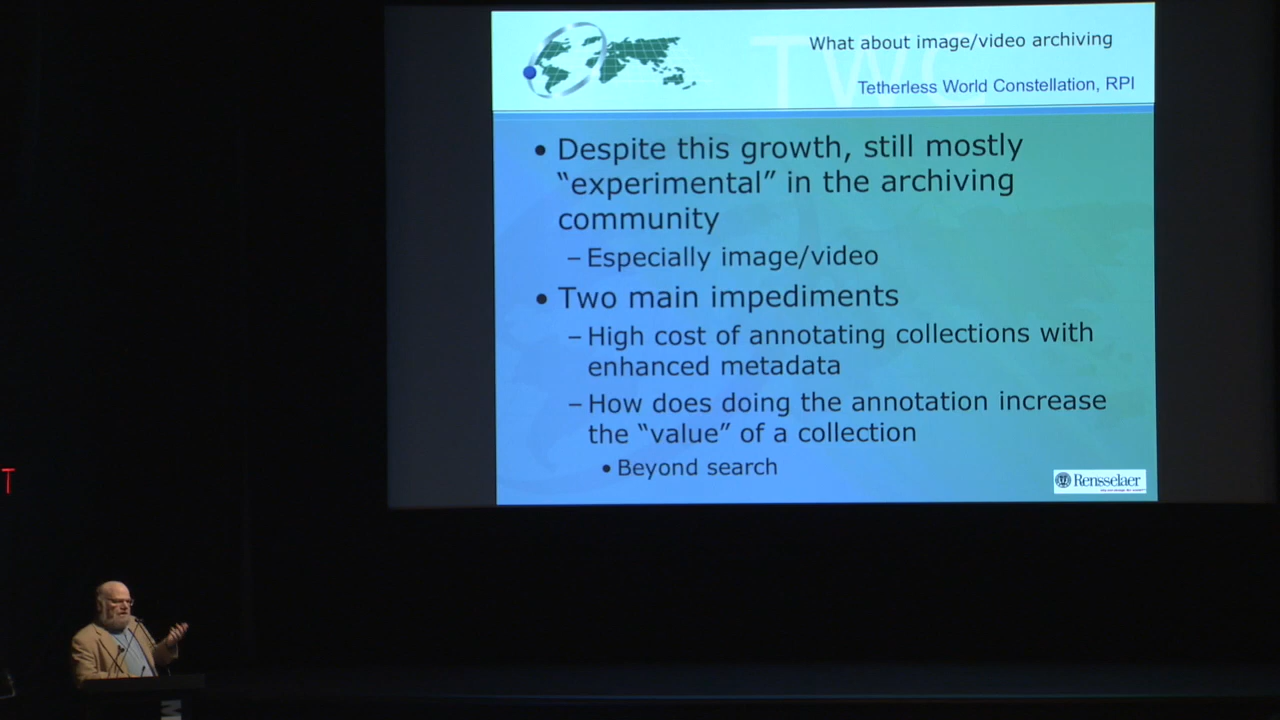 What about image/video archiving
TWC
Tetherless World Constellation, RPI
• Despite this growth, still mostly
“experimental” in the archiving
community
– Especially image/video
• Two main impediments
– High cost of annotating collections with
enhanced metadata
– How does doing the annotation increase
the “value” of a collection
• Beyond search
Rensselaer
M